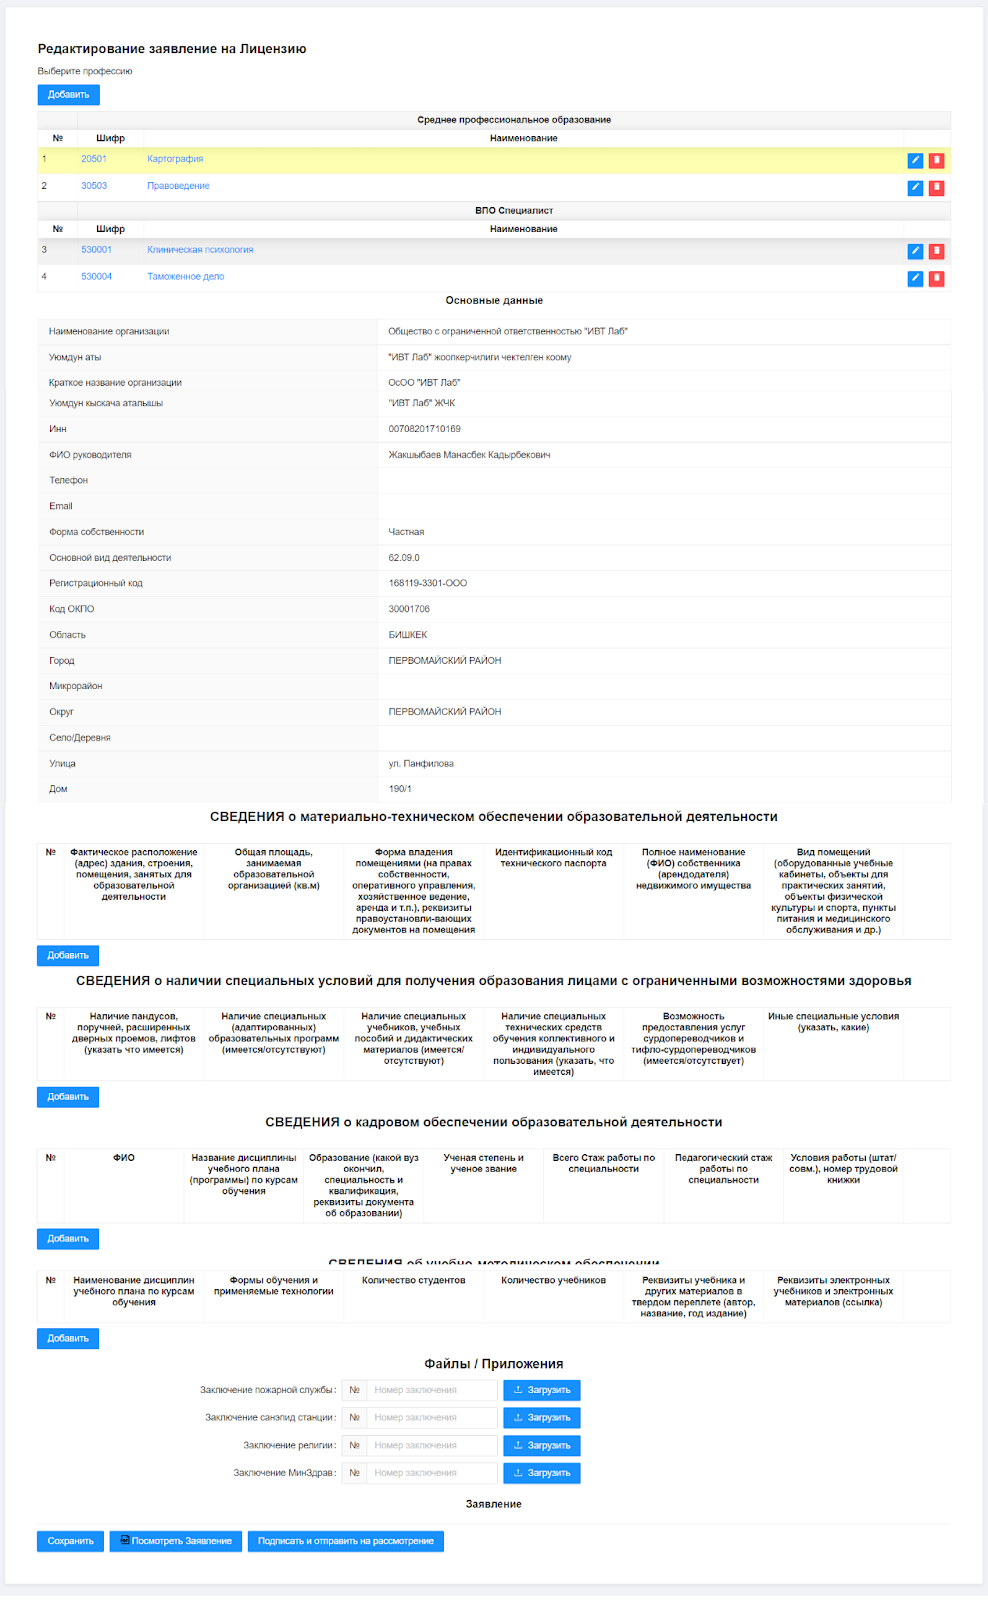 Редактирование заявление на Лицензию
Выберите профессию
Добавить
Среднее профессиональное образование
№ Шифр Наименование
1 20501 Картография
2 30503 Правоведение
ВПО Специалист
№ Шифр Наименование
3 530001 Клиническая психология
4 530004 Таможенное дело
Основные данные
Наименование организации Общество с ограниченной ответственностью "ИВТ Лаб"
Уюмдун аты "ИВТ Лаб" жоопкерчилиги чектелген коому
Краткое название организации ОсОО "ИВТ Лаб"
Уюмдун кыскача аталышы "ИВТ Лаб" ЖЧК
Инн 00708201710169
ФИО руководителя Жакшыбаев Манасбек Кадырбекович
Телефон
Email
Форма собственности Частная
Основной вид деятельности 62.09.0
Регистрационный код 168119-3301-ООО
Код ОКПО 30001706
Область БИШКЕК
Город ПЕРВОМАЙСКИЙ РАЙОН
Микрорайон
Округ ПЕРВОМАЙСКИЙ РАЙОН
Село/Деревня
Улица ул. Панфилова
Дом 190/1
СВЕДЕНИЯ о материально-техническом обеспечении образовательной деятельности
№ Фактическое расположение Общая площадь, Форма владения Идентификационный код Полное наименование Вид помещений
(адрес) здания, строения, занимаемая помещениями (на правах технического паспорта (ФИО) собственника (оборудованные учебные
помещения, занятых для образовательной собственности, (арендодателя) кабинеты, объекты для
образовательной организацией (кв.м) оперативного управления, недвижимого имущества практических занятий,
деятельности хозяйственное ведение, объекты физической
аренда и т.п.), реквизиты культуры и спорта, пункты
правоустановли-вающих питания и медицинского
документов на помещения обслуживания и др.)
Добавить
СВЕДЕНИЯ о наличии специальных условий для получения образования лицами с ограниченными возможностями здоровья
№ Наличие пандусов, Наличие специальных Наличие специальных Наличие специальных Возможность Иные специальные условия
поручней, расширенных (адаптированных) учебников, учебных технических средств предоставления услуг (указать, какие)
дверных проемов, лифтов образовательных программ пособий и дидактических обучения коллективного и сурдопереводчиков и
(указать что имеется) (имеется/отсутствуют) материалов (имеется/ индивидуального тифло-сурдопереводчиков
отсутствуют) пользования (указать, что (имеется/отсутствует)
имеется)
Добавить
СВЕДЕНИЯ о кадровом обеспечении образовательной деятельности
№ ФИО Название дисциплины Образование (какой вуз Ученая степень и Всего Стаж работы по Педагогический стаж Условия работы (штат/
учебного плана окончил, ученое звание специальности работы по совм.), номер трудовой
(программы) по курсам специальность и специальности книжки
обучения квалификация,
реквизиты документа
об образовании)
Добавить
СВЕДЕНИЯ об учебно-методическом обеспечении
№ Наименование дисциплин Формы обучения и Количество студентов Количество учебников Реквизиты учебника и Реквизиты электронных
учебного плана по курсам применяемые технологии других материалов в учебников и электронных
обучения твердом переплете (автор, материалов (ссылка)
название, год издание)
Добавить
Файлы / Приложения
Заключение пожарной службы: № Номер заключения Загрузить
Заключение санэпид станции: № Номер заключения Загрузить
Заключение религии: № Номер заключения Загрузить
Заключение МинЗдрав: № Номер заключения Загрузить
Заявление
Сохранить Посмотреть Заявление Подписать и отправить на рассмотрение